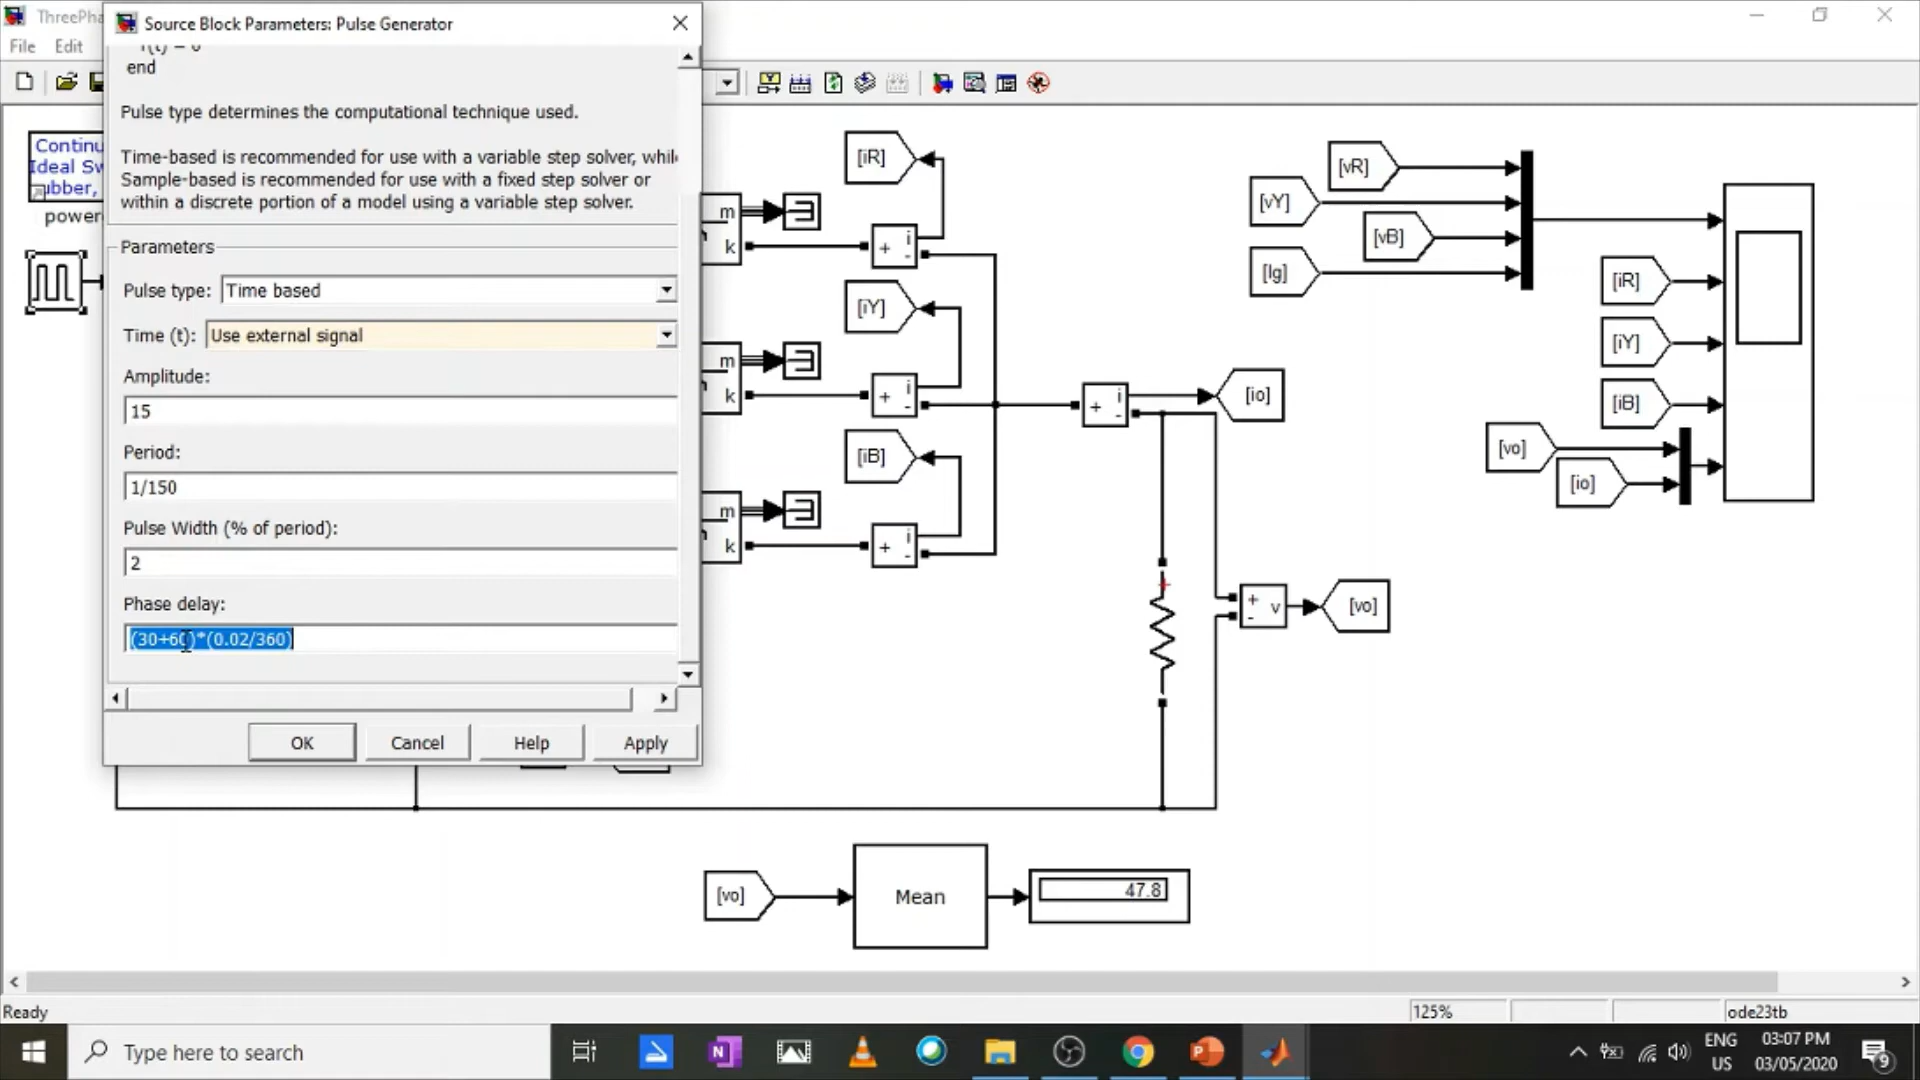 ThreePha
Source Block Parameters: Pulse Generator
File
Edit
end
Pulse type determines the computational technique used.
Time-based is recommended for use with a variable step solver, while
Sample-based is recommended for use with a fixed step solver or
within a discrete portion of a model using a variable step solver.
Parameters
Pulse type:
Time based
Time (t):
Use external signal
Amplitude:
15
Period:
1/150
Pulse Width (% of period):
2
Phase delay:
(30+60)*(0.02/360)
OK
Cancel
Help
Apply
Continu
Ideal Sw
ubber,
power
m
k
m
k
m
k
[iR]
+
i
-
[iY]
+
i
-
[iB]
+
i
-
+
i
-
[io]
+
-
v
[vo]
[vR]
[vY]
[vB]
[Ig]
[iR]
[iY]
[iB]
[vo]
[io]
[vo]
Mean
47.8
Ready
125%
ode23tb
Type here to search
ENG
US
03:07 PM
03/05/2020
9